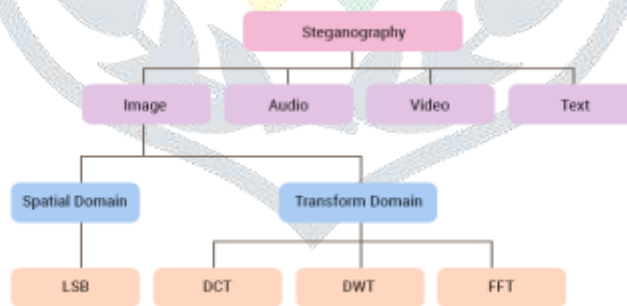 Steganography
Image
Audio
Video
Text
Spatial Domain
Transform Domain
LSB
DCT
DWT
FFT